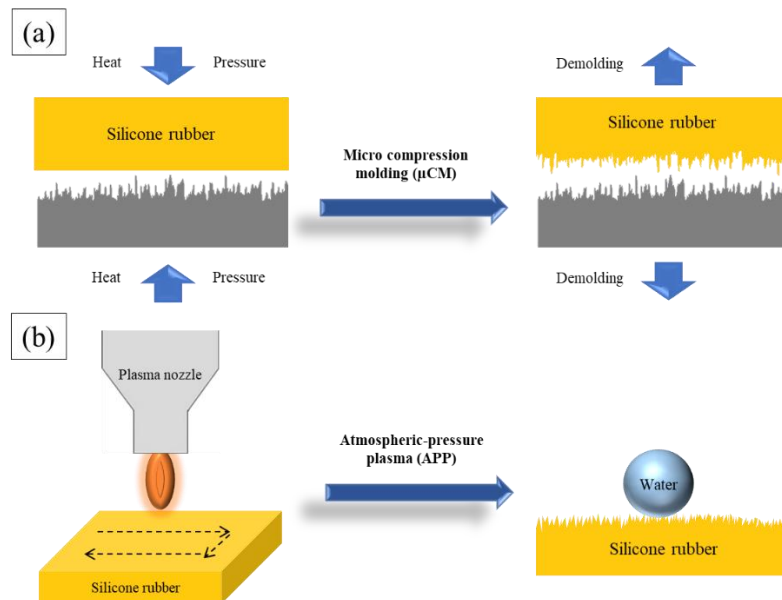 (a)
Heat
Pressure
Demolding
Silicone rubber
Silicone rubber
Micro compression
molding (μCM)
Heat
Pressure
Demolding
(b)
Plasma nozzle
Atmospheric-pressure
plasma (APP)
Water
Silicone rubber
Silicone rubber